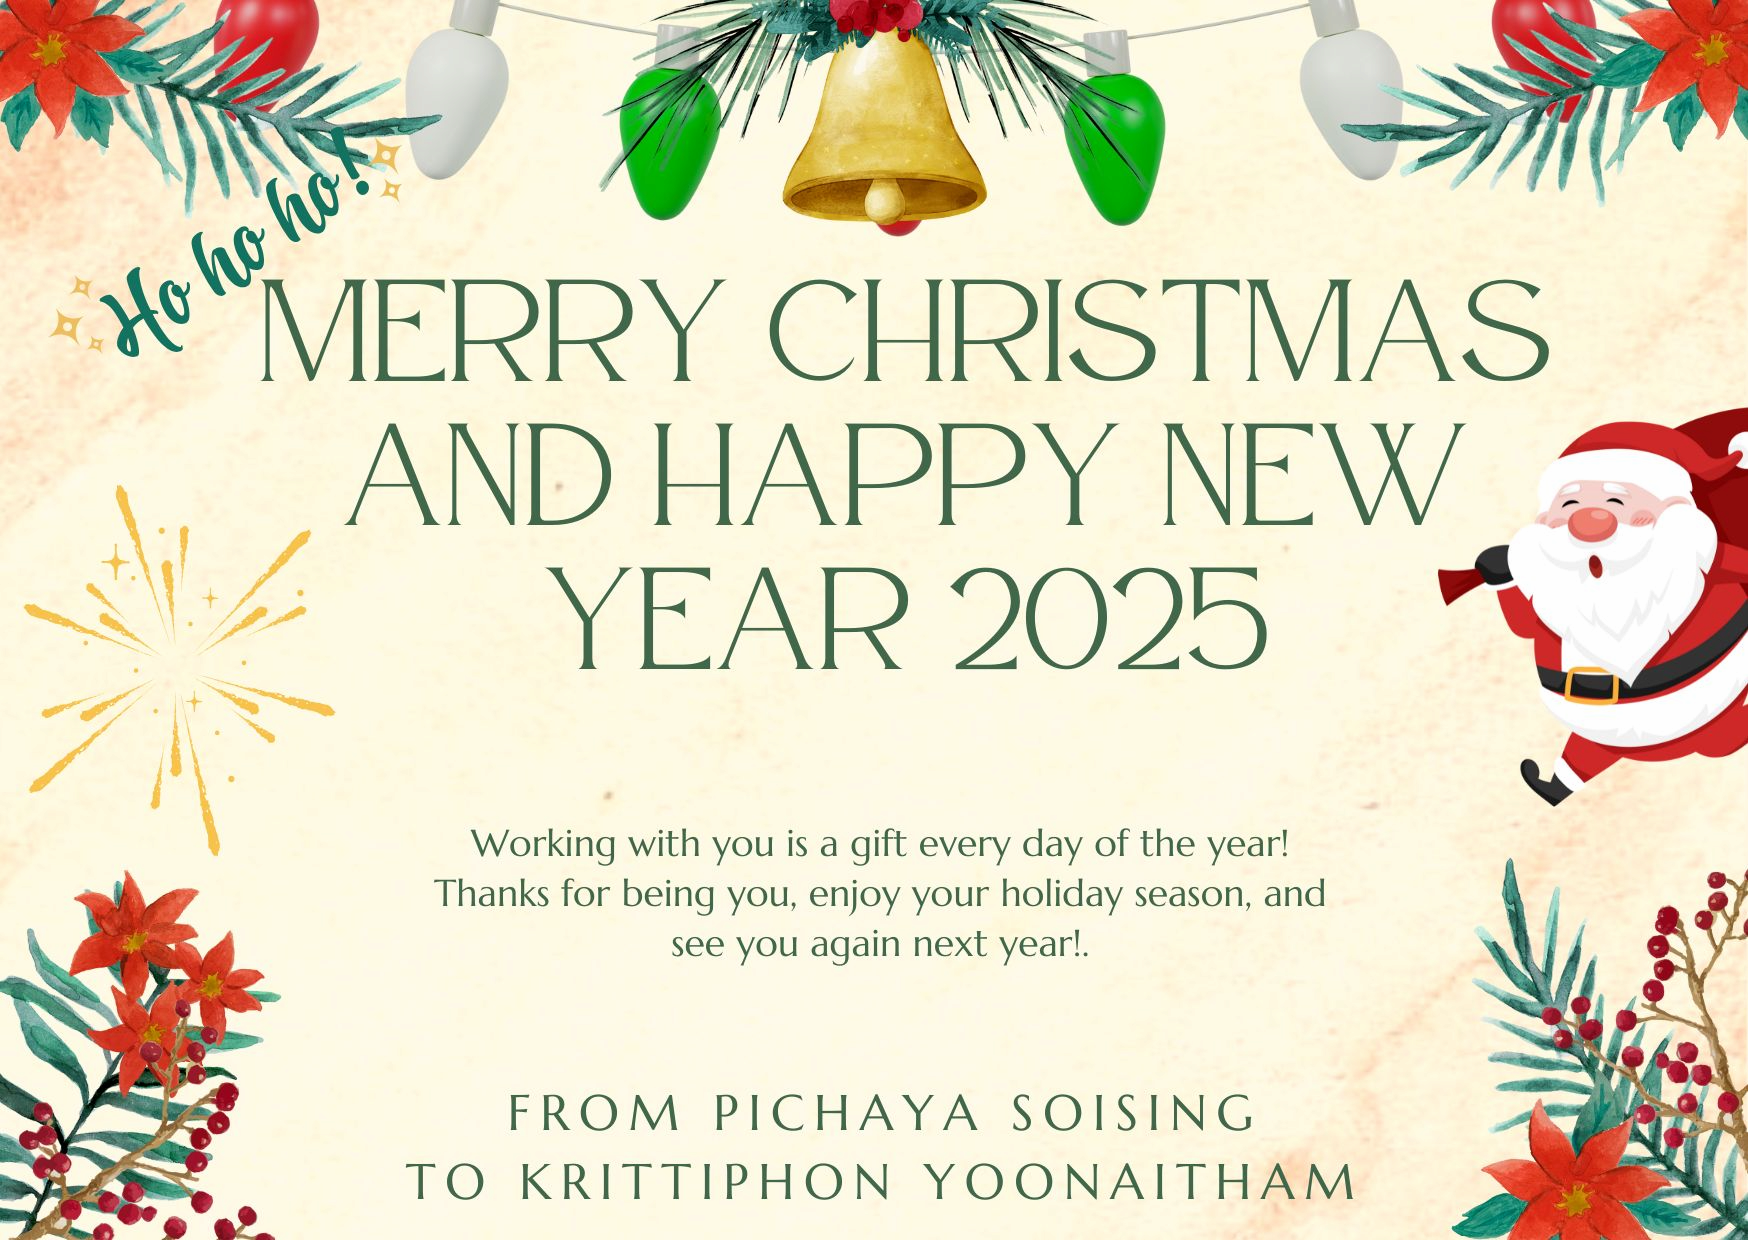 Ho ho ho!
MERRY CHRISTMAS
AND HAPPY NEW
YEAR 2025
Working with you is a gift every day of the year!
Thanks for being you, enjoy your holiday season, and
see you again next year!.
FROM PICHAYA SOISING
TO KRITTIPHON YOONAITHAM